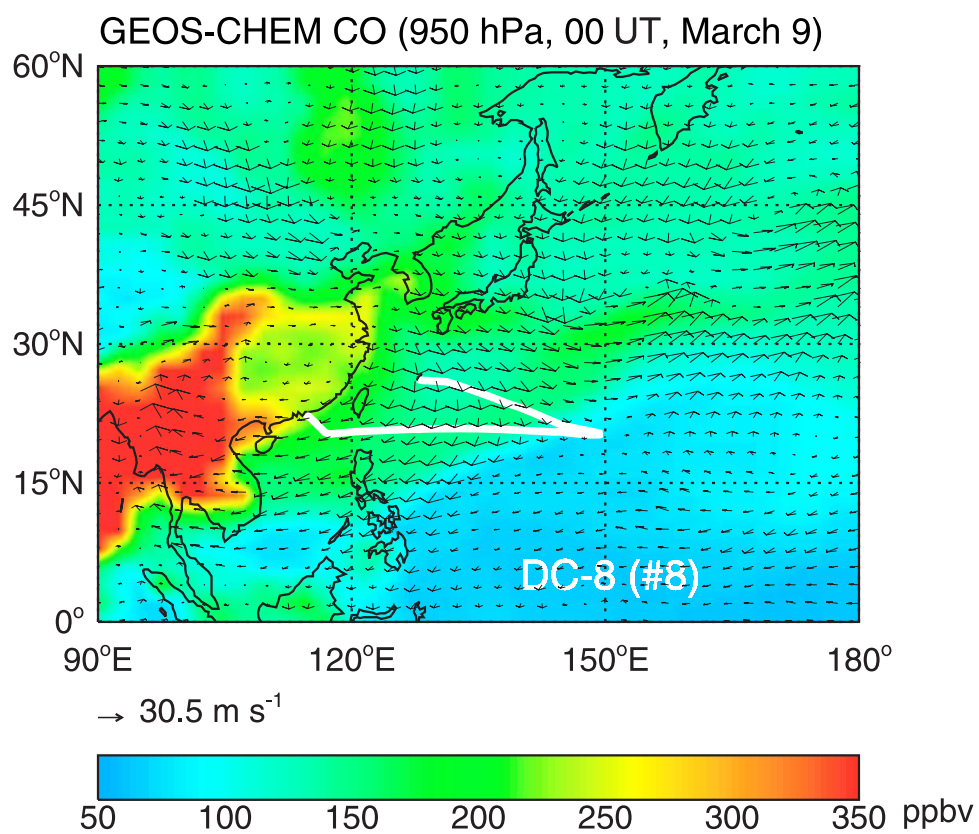 GEOS-CHEM CO (950 hPa, 00 UT, March 9)
60°N
45°N
30°N
15°N
0°
DC-8 (#8)
90°E 120°E 150°E 180°
30.5 m s⁻¹
50 100 150 200 250 300 350 ppbv